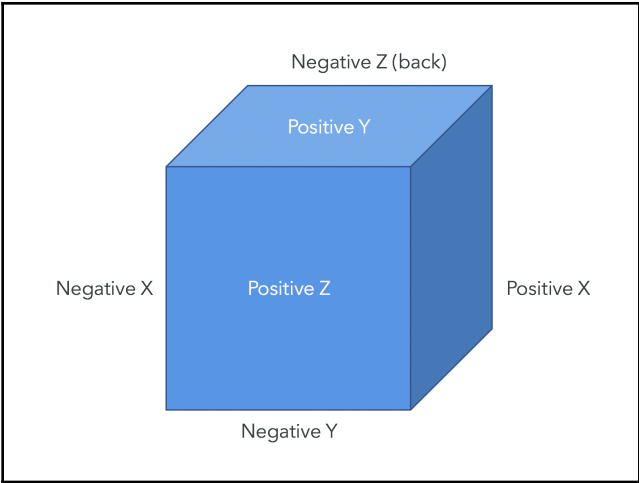 Negative Z (back)
Positive Y
Negative X
Positive Z
Positive X
Negative Y